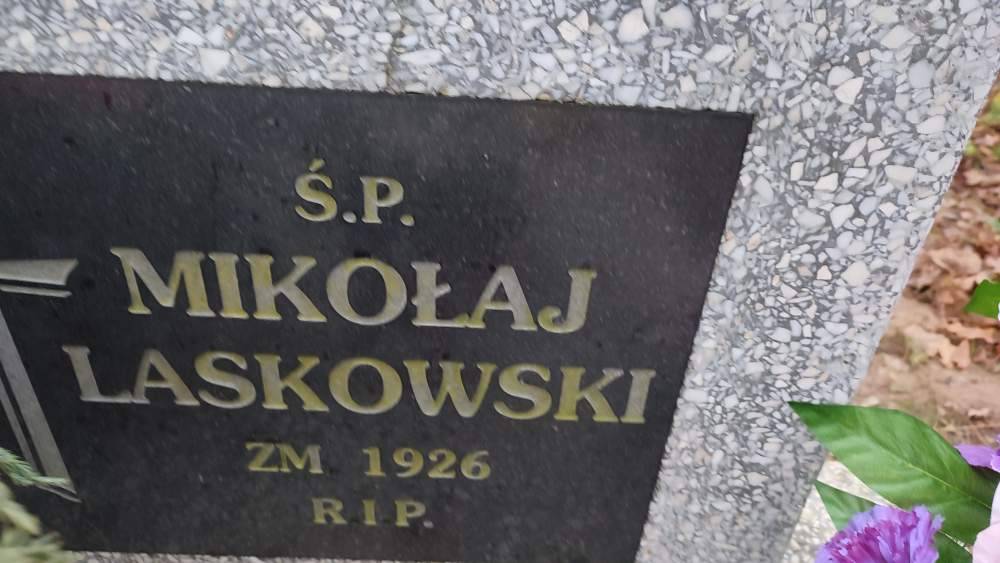 Ś.P.
MIKOŁAJ
LASKOWSKI
ZM 1926
R.I.P.